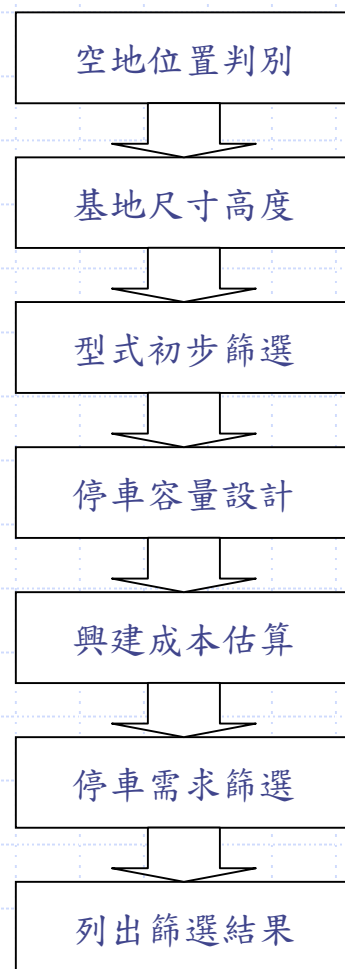 空地位置判別
基地尺寸高度
型式初步篩選
停車容量設計
興建成本估算
停車需求篩選
列出篩選結果